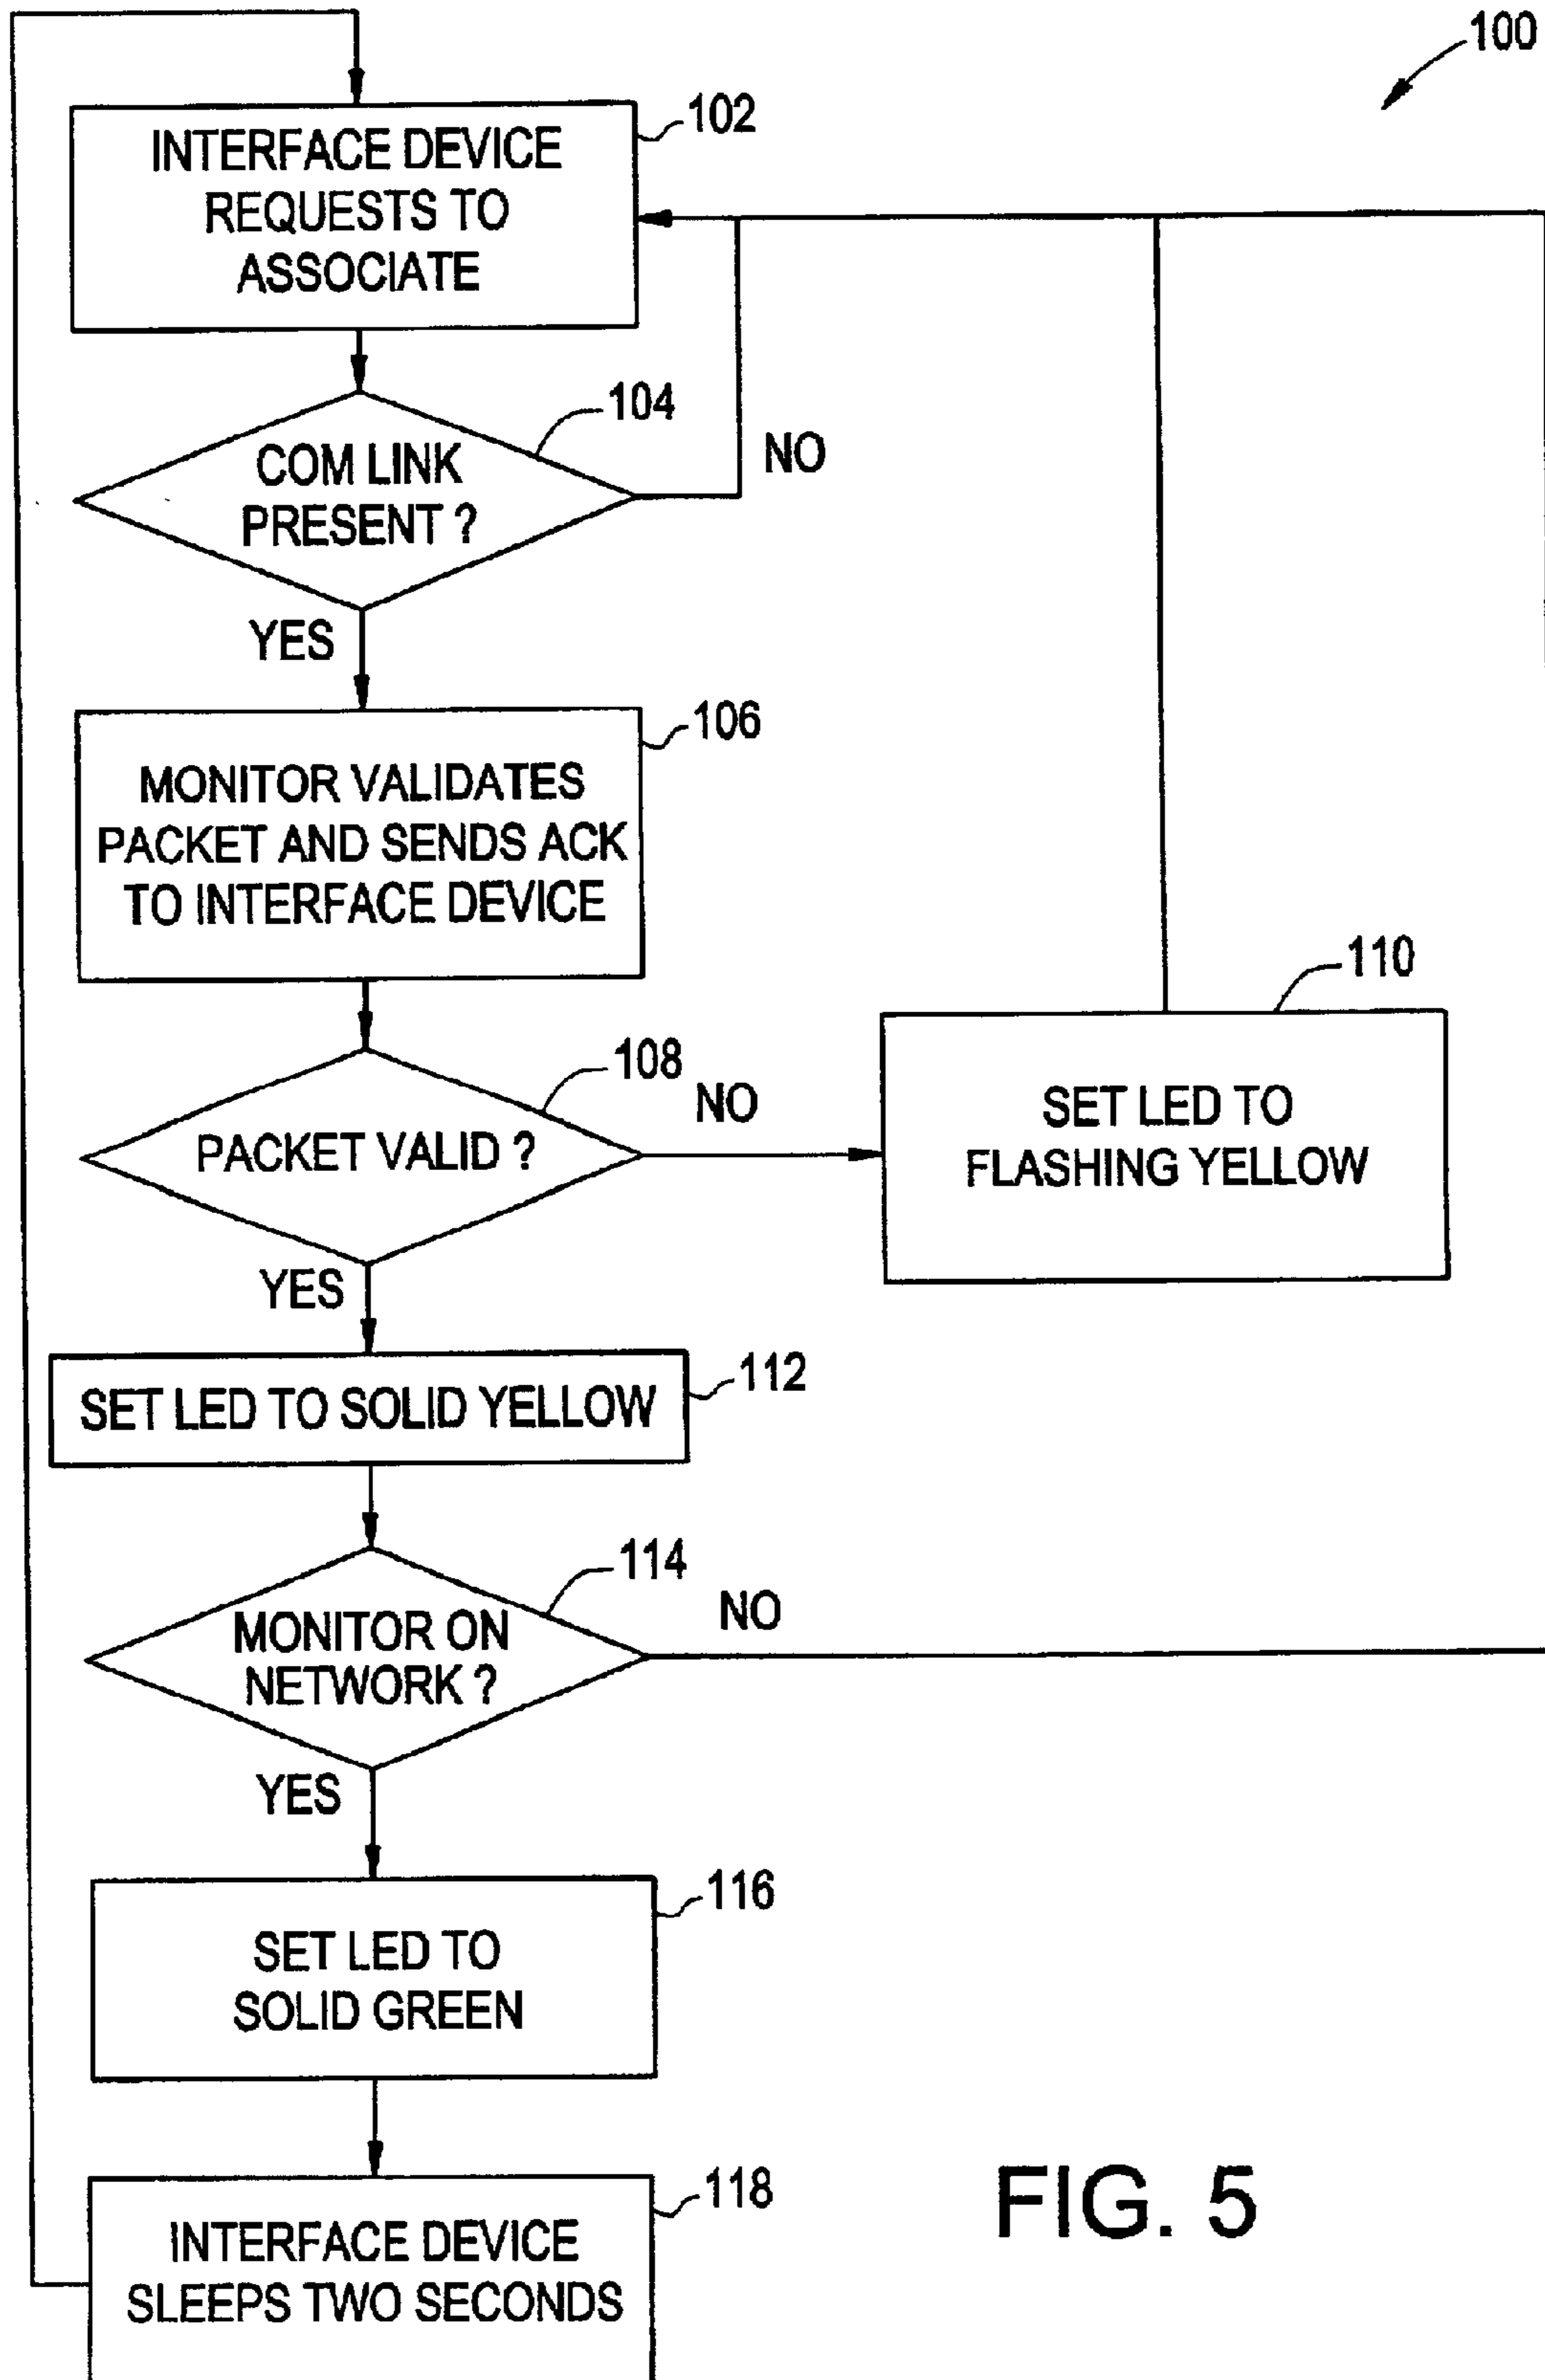 100
102
INTERFACE DEVICE
REQUESTS TO
ASSOCIATE
104
COM LINK
PRESENT ?
NO
YES
106
MONITOR VALIDATES
PACKET AND SENDS ACK
TO INTERFACE DEVICE
108
PACKET VALID ?
NO
110
SET LED TO
FLASHING YELLOW
YES
112
SET LED TO SOLID YELLOW
114
MONITOR ON
NETWORK ?
NO
YES
116
SET LED TO
SOLID GREEN
118
INTERFACE DEVICE
SLEEPS TWO SECONDS
FIG. 5